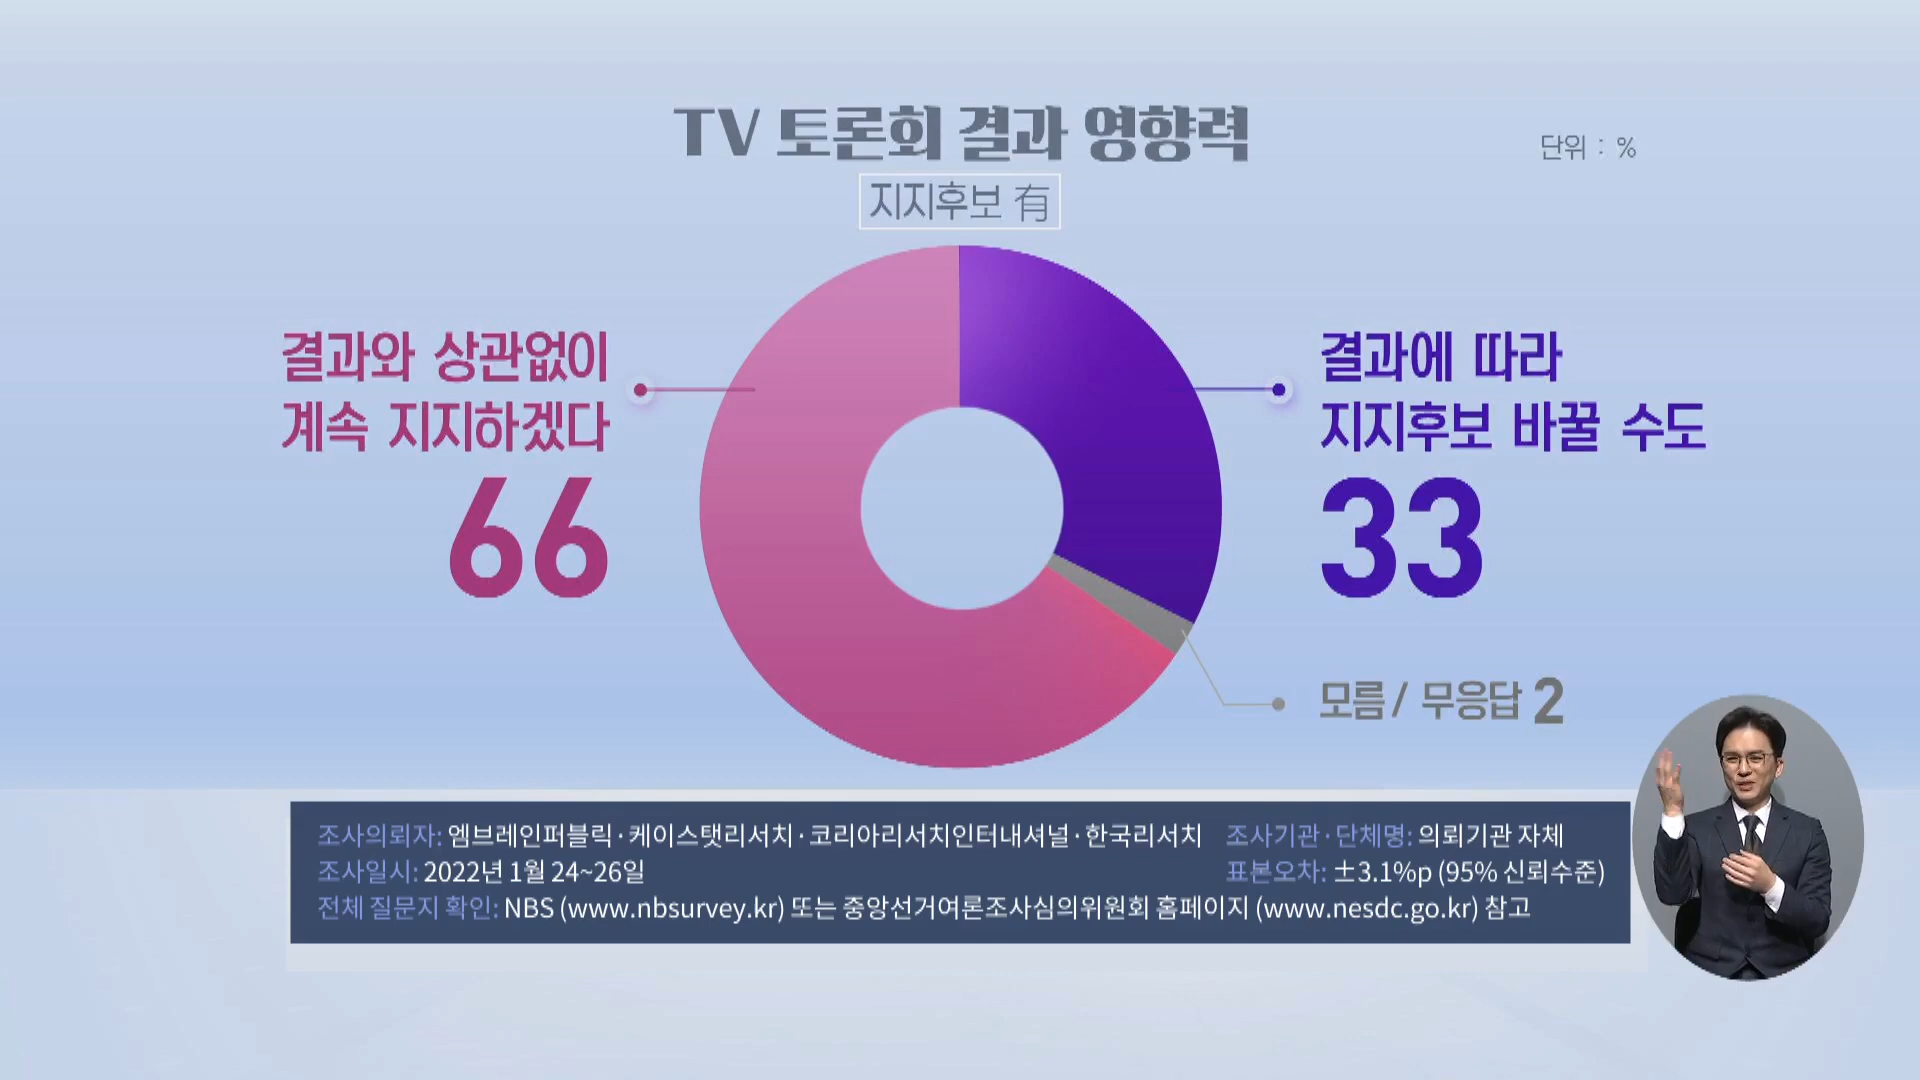 TV 토론회 결과 영향력
단위 : %
지지후보 有
결과와 상관없이
계속 지지하겠다
66
결과에 따라
지지후보 바꿀 수도
33
모름 / 무응답 2
조사의뢰자: 엠브레인퍼블릭·케이스탯리서치·코리아리서치인터내셔널·한국리서치 조사기관·단체명: 의뢰기관 자체
조사일시: 2022년 1월 24~26일 표본오차: ±3.1%p (95% 신뢰수준)
전체 질문지 확인: NBS (www.nbsurvey.kr) 또는 중앙선거여론조사심의위원회 홈페이지 (www.nesdc.go.kr) 참고